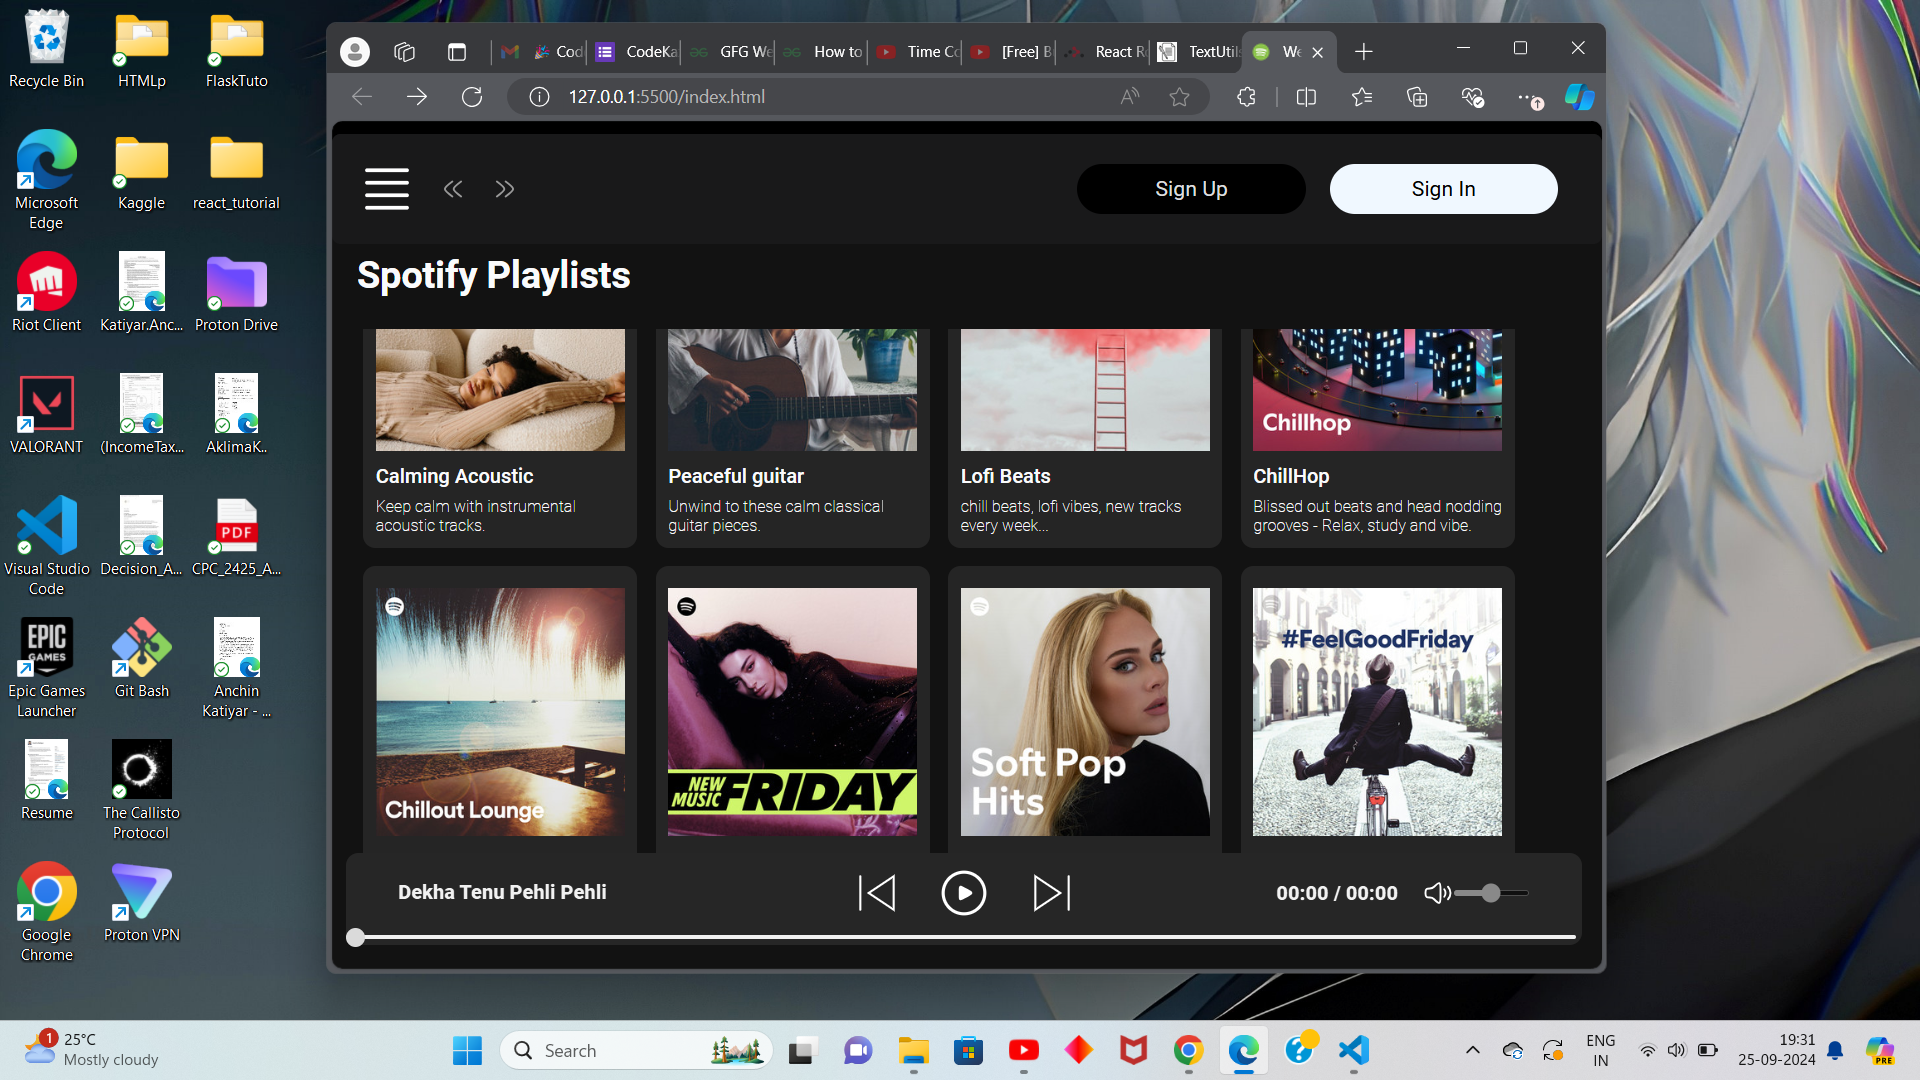 Recycle Bin
HTMLp
FlaskTuto
Microsoft
Edge
Kaggle
react_tutorial
Riot Client
Katiyar.Anc...
Proton Drive
VALORANT
(IncomeTax...
AklimaK..
Visual Studio
Code
Decision_A...
CPC_2425_A...
PDF
EPIC
GAMES
Epic Games
Launcher
Git Bash
Anchin
Katiyar - ...
Resume
The Callisto
Protocol
Google
Chrome
Proton VPN
Cod
CodeKa
GFG We
How to
Time Co
[Free] B
React R
TextUtils
We
127.0.0.1:5500/index.html
Sign Up
Sign In
Spotify Playlists
Chillhop
Calming Acoustic
Keep calm with instrumental
acoustic tracks.
Peaceful guitar
Unwind to these calm classical
guitar pieces.
Lofi Beats
chill beats, lofi vibes, new tracks
every week...
ChillHop
Blissed out beats and head nodding
grooves - Relax, study and vibe.
Chillout Lounge
NEW
MUSIC FRIDAY
Soft Pop
Hits
#FeelGoodFriday
Dekha Tenu Pehli Pehli
00:00 / 00:00
1
25°C
Mostly cloudy
Search
ENG
IN
19:31
25-09-2024
PRE